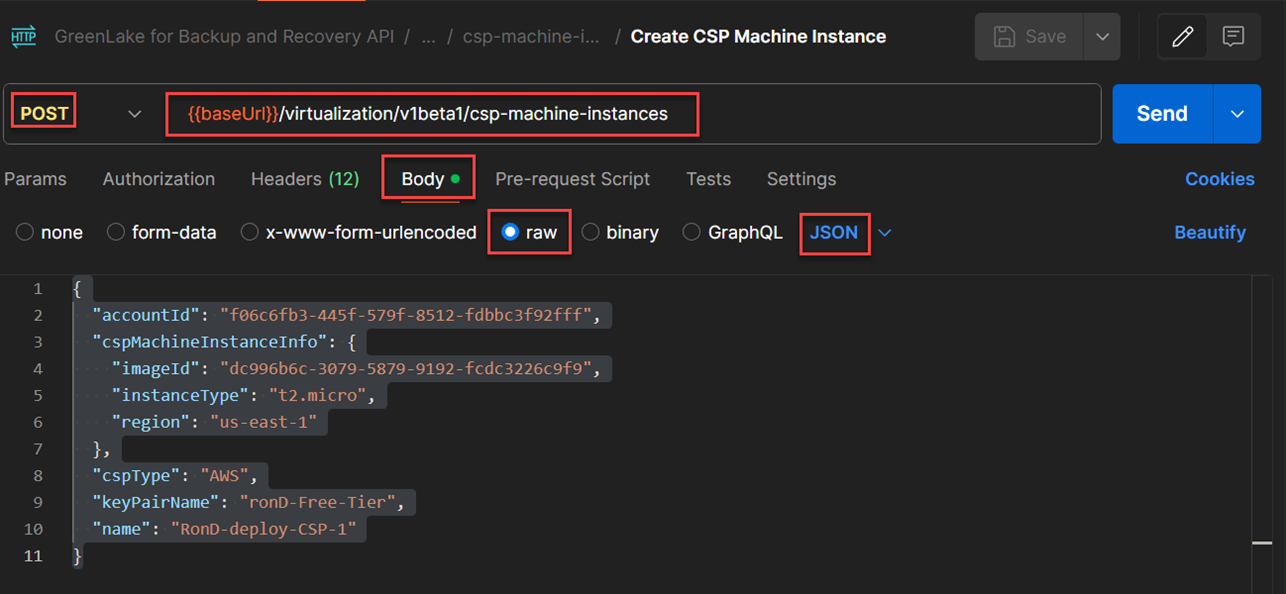 HTTP GreenLake for Backup and Recovery API / ... / csp-machine-i... / Create CSP Machine Instance Save
POST {{baseUrl}}/virtualization/v1beta1/csp-machine-instances Send
Params Authorization Headers (12) Body Pre-request Script Tests Settings Cookies
none form-data x-www-form-urlencoded raw binary GraphQL JSON Beautify
1 {
2 "accountId": "f06c6fb3-445f-579f-8512-fdbbc3f92fff",
3 "cspMachineInstanceInfo": {
4 "imageId": "dc996b6c-3079-5879-9192-fcdc3226c9f9",
5 "instanceType": "t2.micro",
6 "region": "us-east-1"
7 },
8 "cspType": "AWS",
9 "keyPairName": "ronD-Free-Tier",
10 "name": "RonD-deploy-CSP-1"
11 }